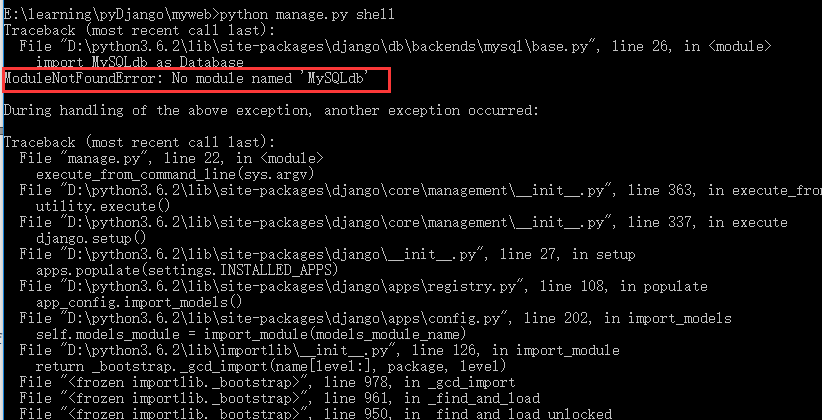 E:\learning\pyDjango\myweb>python manage.py shell
Traceback (most recent call last):
  File "D:\python3.6.2\lib\site-packages\django\db\backends\mysql\base.py", line 26, in <module>
    import MySQLdb as Database
ModuleNotFoundError: No module named 'MySQLdb'

During handling of the above exception, another exception occurred:

Traceback (most recent call last):
  File "manage.py", line 22, in <module>
    execute_from_command_line(sys.argv)
  File "D:\python3.6.2\lib\site-packages\django\core\management\__init__.py", line 363, in execute_fro
    utility.execute()
  File "D:\python3.6.2\lib\site-packages\django\core\management\__init__.py", line 337, in execute
    django.setup()
  File "D:\python3.6.2\lib\site-packages\django\__init__.py", line 27, in setup
    apps.populate(settings.INSTALLED_APPS)
  File "D:\python3.6.2\lib\site-packages\django\apps\registry.py", line 108, in populate
    app_config.import_models()
  File "D:\python3.6.2\lib\site-packages\django\apps\config.py", line 202, in import_models
    self.models_module = import_module(models_module_name)
  File "D:\python3.6.2\lib\importlib\__init__.py", line 126, in import_module
    return _bootstrap._gcd_import(name[level:], package, level)
  File "<frozen importlib._bootstrap>", line 978, in _gcd_import
  File "<frozen importlib._bootstrap>", line 961, in _find_and_load
  File "<frozen importlib._bootstrap>", line 950, in _find_and_load_unlocked